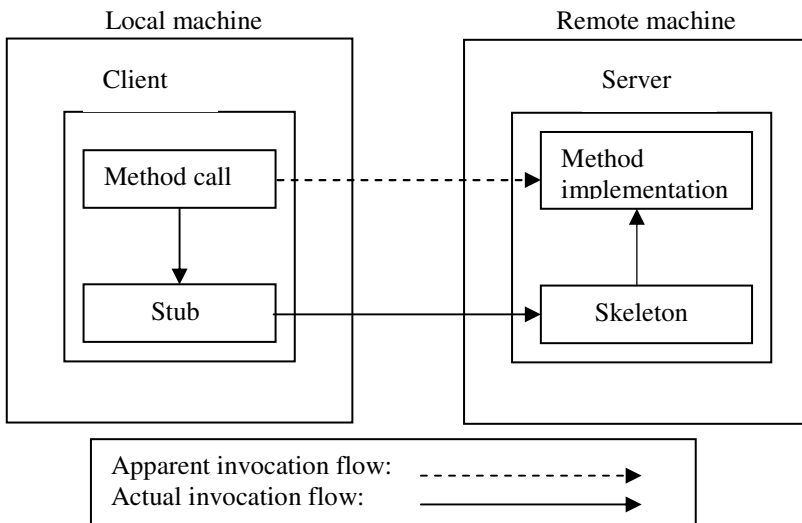 Local machine
Remote machine
Client
Server
Method call
Method
implementation
Stub
Skeleton
Apparent invocation flow:
Actual invocation flow: